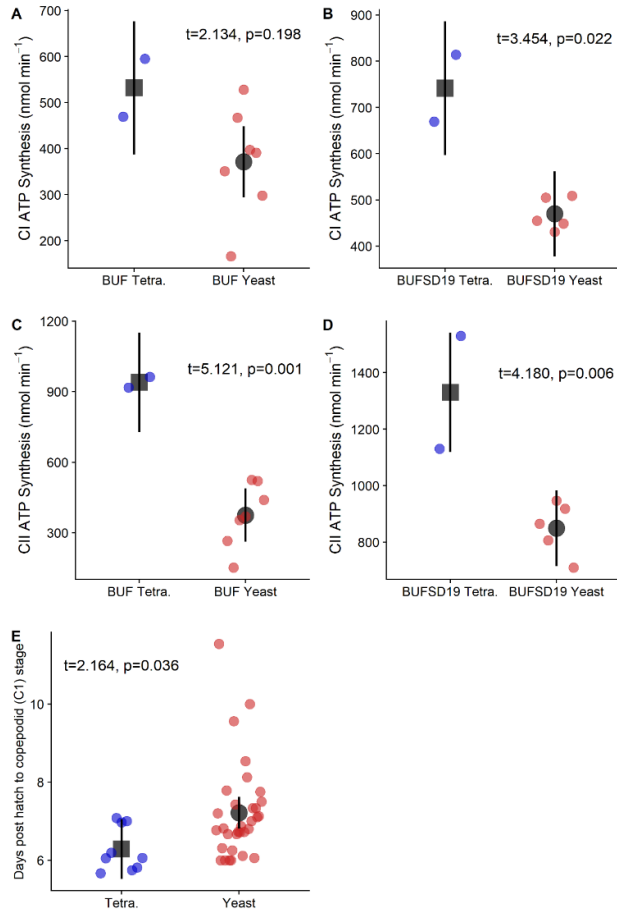 A
CI ATP Synthesis (nmol min⁻¹)
700
600
500
400
300
200
t=2.134, p=0.198
BUF Tetra.
BUF Yeast
B
CI ATP Synthesis (nmol min⁻¹)
900
800
700
600
500
400
t=3.454, p=0.022
BUFSD19 Tetra.
BUFSD19 Yeast
C
CII ATP Synthesis (nmol min⁻¹)
1200
900
600
300
t=5.121, p=0.001
BUF Tetra.
BUF Yeast
D
CII ATP Synthesis (nmol min⁻¹)
1400
1200
1000
800
t=4.180, p=0.006
BUFSD19 Tetra.
BUFSD19 Yeast
E
Days post hatch to copepodid (C1) stage
10
8
6
t=2.164, p=0.036
Tetra.
Yeast